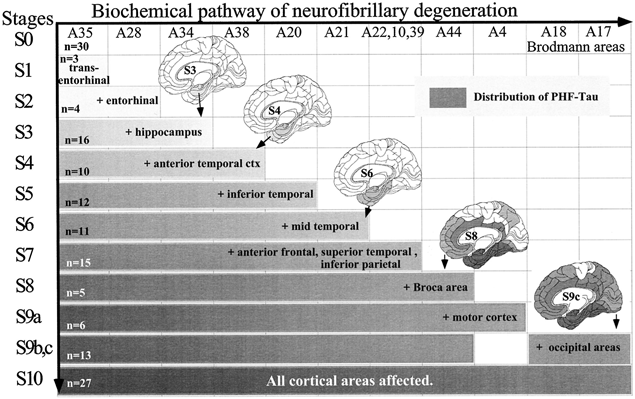 Biochemical pathway of neurofibrillary degeneration
Stages
A35 A28 A34 A38 A20 A21 A22,10,39 A44 A4 A18 A17
Brodmann areas
S0 n=30
S1 n=3
trans-
entorhinal
S2 n=4 + entorhinal
S3
S3 n=16 + hippocampus
S4
S4 n=10 + anterior temporal ctx
Distribution of PHF-Tau
S5 n=12 + inferior temporal
S6
S6 n=11 + mid temporal
S7 n=15 + anterior frontal, superior temporal ,
inferior parietal
S8
S8 n=5 + Broca area
S9a n=6 + motor cortex
S9c
S9b,c n=13 + occipital areas
S10 n=27 All cortical areas affected.